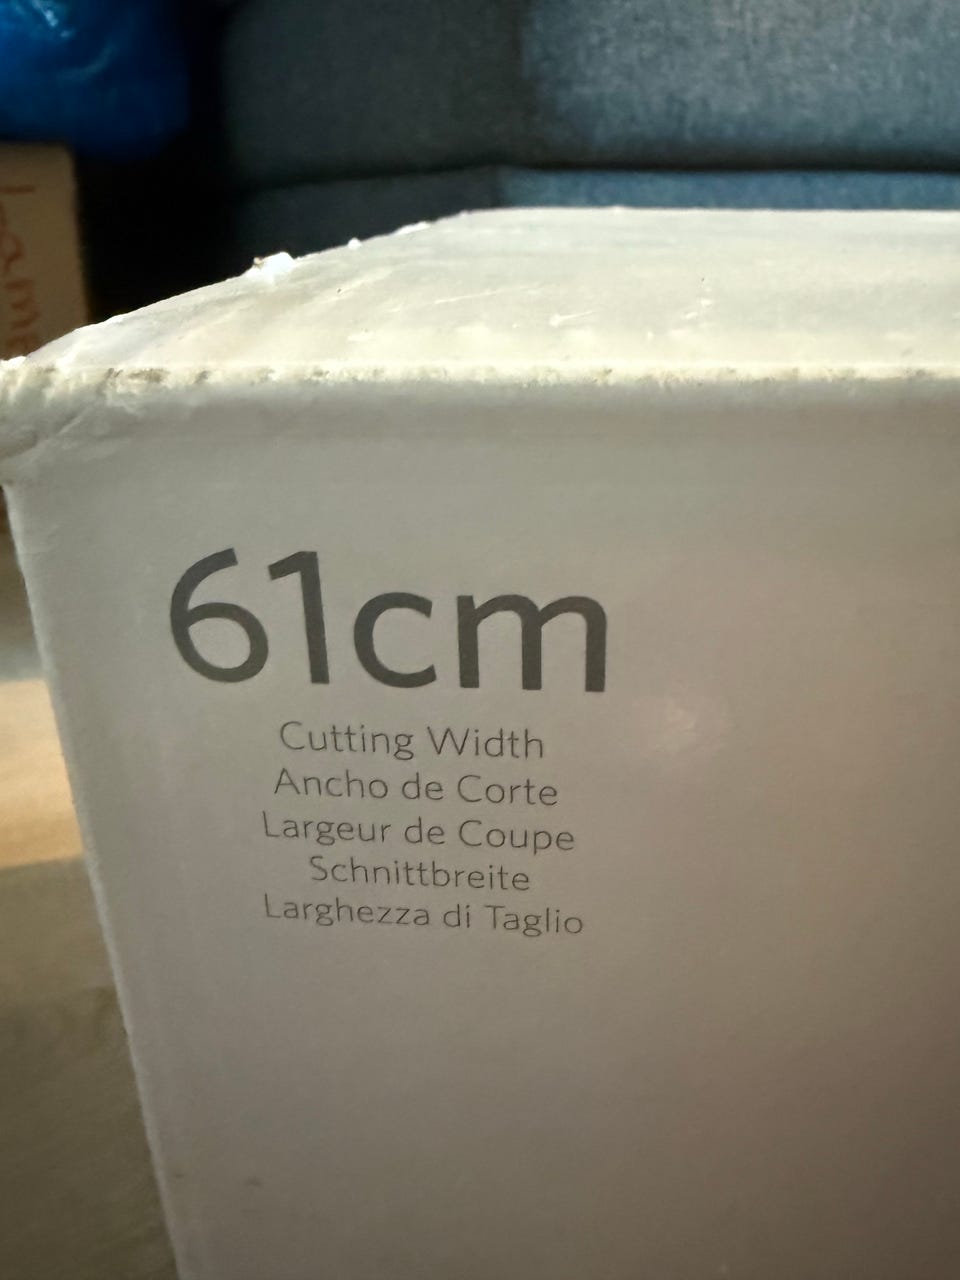 61cm
Cutting Width
Ancho de Corte
Largeur de Coupe
Schnittbreite
Larghezza di Taglio